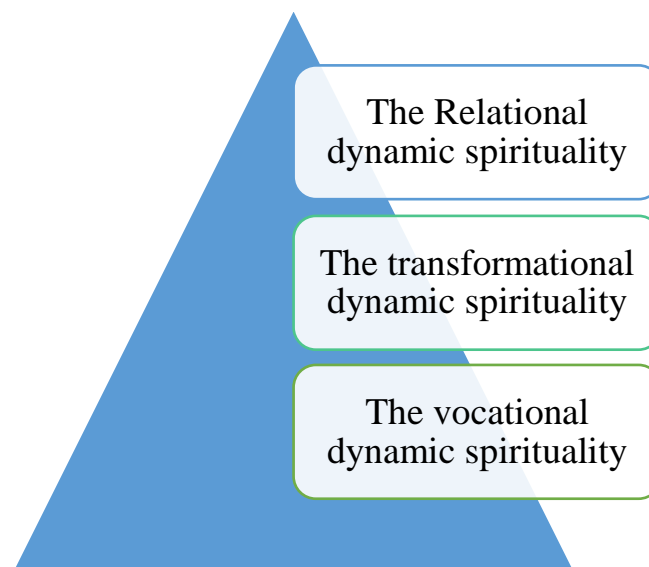 The Relational
dynamic spirituality
The transformational
dynamic spirituality
The vocational
dynamic spirituality